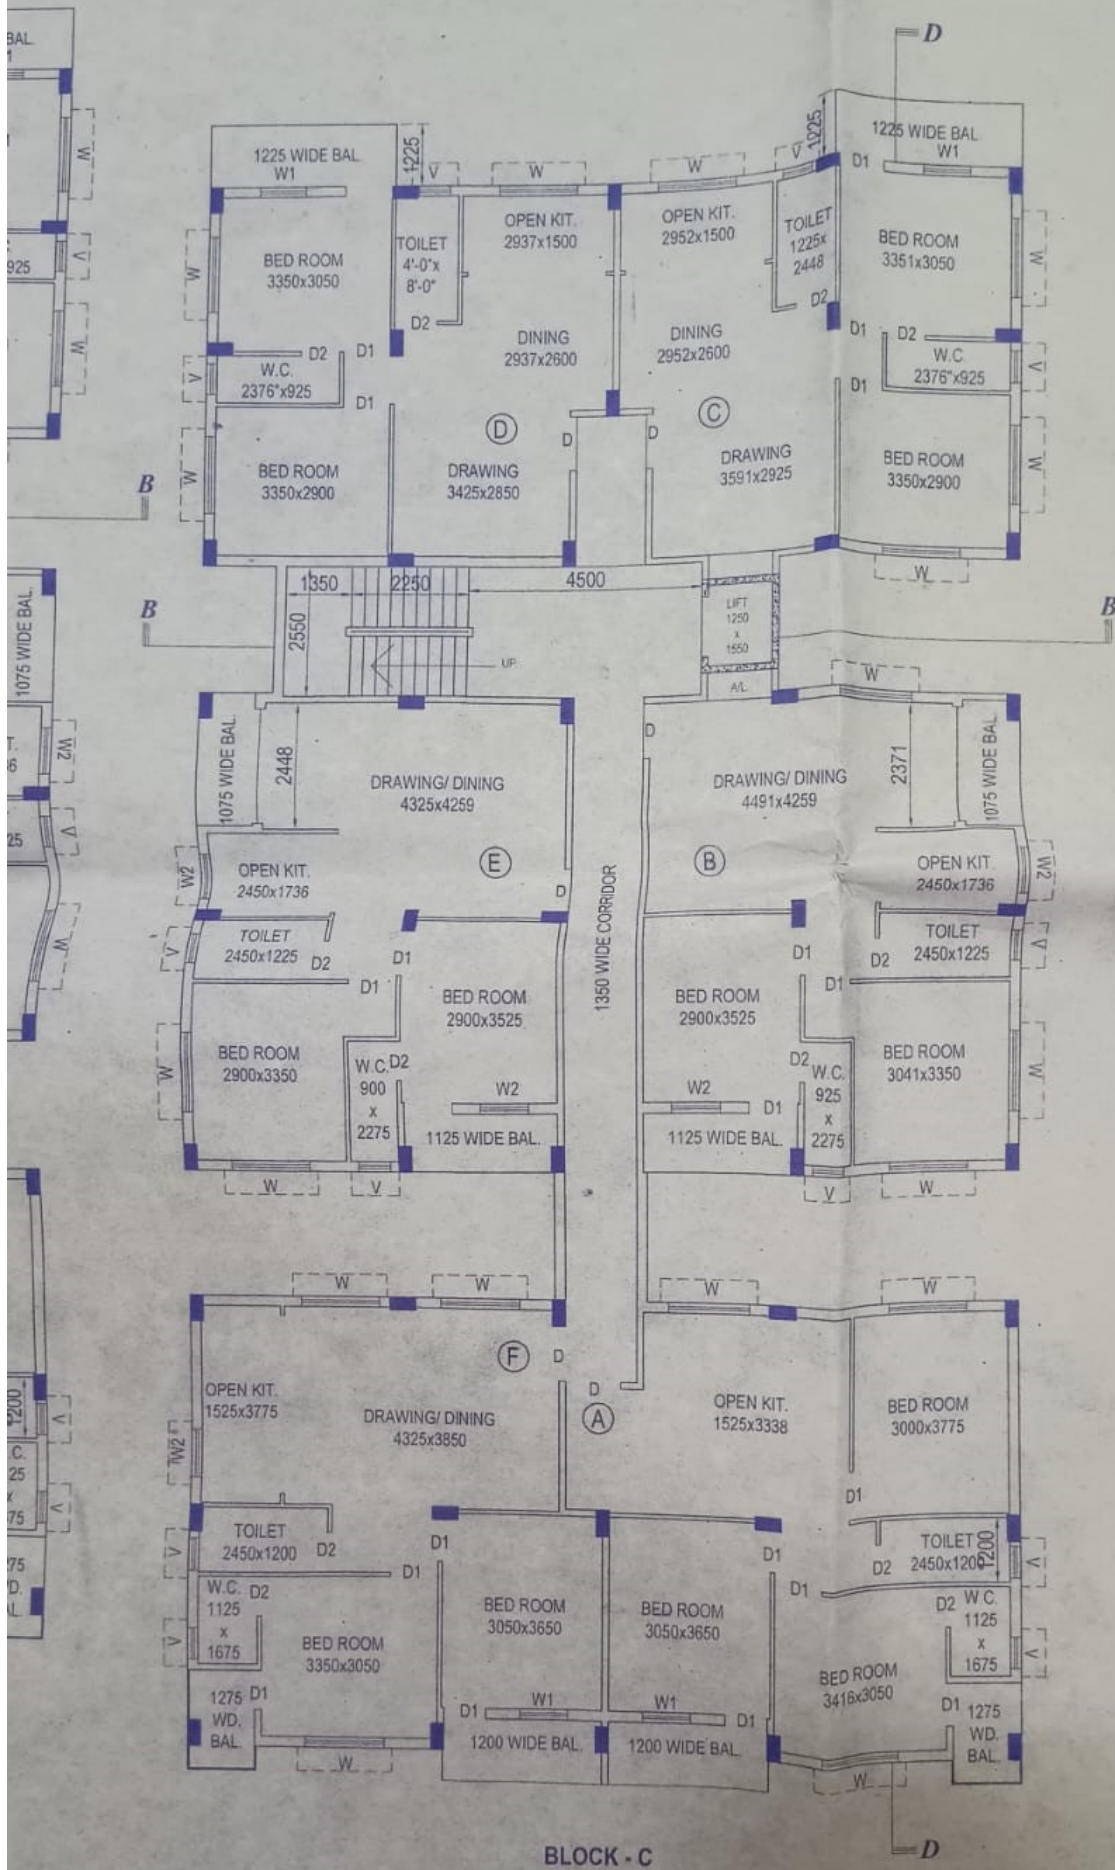 BAL.
1
W
V
925
W
D
1225 WIDE BAL.
W1
1225
V
W
W
V
1225
1225 WIDE BAL.
W1
D1
W
BED ROOM
3350x3050
TOILET
4'-0"x
8'-0"
D2
OPEN KIT.
2937x1500
OPEN KIT.
2952x1500
TOILET
1225x
2448
D2
BED ROOM
3351x3050
W
DINING
2937x2600
DINING
2952x2600
V
D2
D1
W.C.
2376"x925
D1
D1
D2
W.C.
2376"x925
D1
V
D
C
D
D
W
BED ROOM
3350x2900
DRAWING
3425x2850
DRAWING
3591x2925
BED ROOM
3350x2900
W
B
W
1350
2250
4500
2550
UP
LIFT
1250
x
1550
A/L
B
B
1075 WIDE BAL.
W2
V
25
W
1075 WIDE BAL.
2448
DRAWING/ DINING
4325x4259
D
DRAWING/ DINING
4491x4259
W
2371
1075 WIDE BAL.
W2
OPEN KIT.
2450x1736
E
D
B
OPEN KIT.
2450x1736
W2
V
TOILET
2450x1225
D2
D1
D1
1350 WIDE CORRIDOR
D1
D2
D1
TOILET
2450x1225
V
BED ROOM
2900x3525
BED ROOM
2900x3525
W
BED ROOM
2900x3350
W.C.
900
x
2275
D2
W2
1125 WIDE BAL.
W2
D1
1125 WIDE BAL.
D2
W.C.
925
x
2275
BED ROOM
3041x3350
W
W
V
V
W
W
W
W
W
F
D
D
A
OPEN KIT.
1525x3775
DRAWING/ DINING
4325x3850
OPEN KIT.
1525x3338
BED ROOM
3000x3775
W2
1200
V
C.
25
x
75
V
D1
V
TOILET
2450x1200
D2
D1
D1
D1
D2
D1
TOILET
2450x1200
1200
V
W.C.
1125
x
1675
D2
V
BED ROOM
3350x3050
BED ROOM
3050x3650
BED ROOM
3050x3650
BED ROOM
3416x3050
D2
W.C.
1125
x
1675
V
75
D.
AL.
1275
WD.
BAL.
D1
D1
W1
1200 WIDE BAL.
W1
D1
1200 WIDE BAL.
D1
1275
WD.
BAL.
W
W
D
BLOCK - C